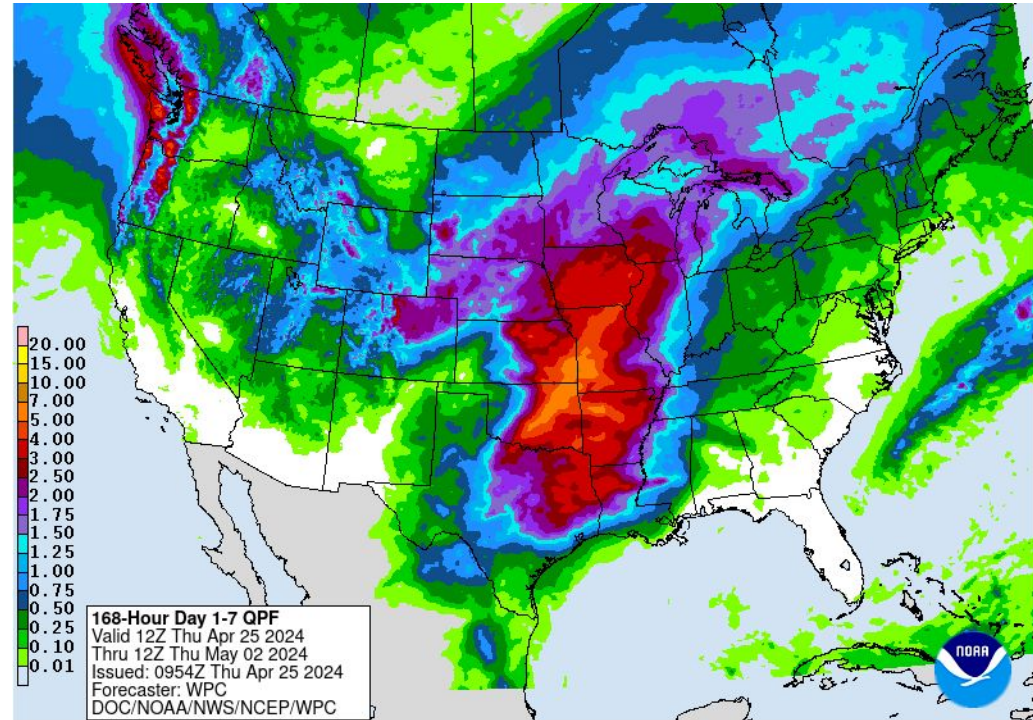 20.00
15.00
10.00
7.00
5.00
4.00
3.00
2.50
2.00
1.75
1.50
1.25
1.00
0.75
0.50
0.25
0.10
0.01
168-Hour Day 1-7 QPF
Valid 12Z Thu Apr 25 2024
Thru 12Z Thu May 02 2024
Issued: 0954Z Thu Apr 25 2024
Forecaster: WPC
DOC/NOAA/NWS/NCEP/WPC
NOAA